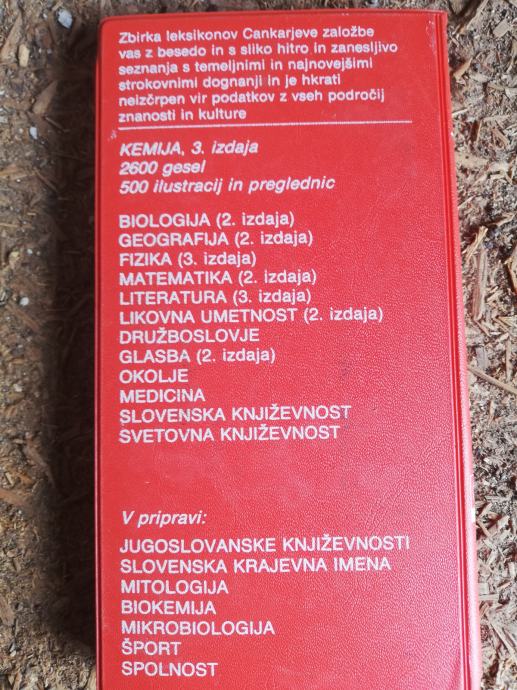 Zbirka leksikonov Cankarjeve založbe
vas z besedo in s sliko hitro in zanesljivo
seznanja s temeljnimi in najnovejšimi
strokovnimi dognanji in je hkrati
neizčrpen vir podatkov z vseh področij
znanosti in kulture
KEMIJA, 3. izdaja
2600 gesel
500 ilustracij in preglednic
BIOLOGIJA (2. izdaja)
GEOGRAFIJA (2. izdaja)
FIZIKA (3. izdaja)
MATEMATIKA (2. izdaja)
LITERATURA (3. izdaja)
LIKOVNA UMETNOST (2. izdaja)
DRUŽBOSLOVJE
GLASBA (2. izdaja)
OKOLJE
MEDICINA
SLOVENSKA KNJIŽEVNOST
SVETOVNA KNJIŽEVNOST
V pripravi:
JUGOSLOVANSKE KNJIŽEVNOSTI
SLOVENSKA KRAJEVNA IMENA
MITOLOGIJA
BIOKEMIJA
MIKROBIOLOGIJA
ŠPORT
SPOLNOST